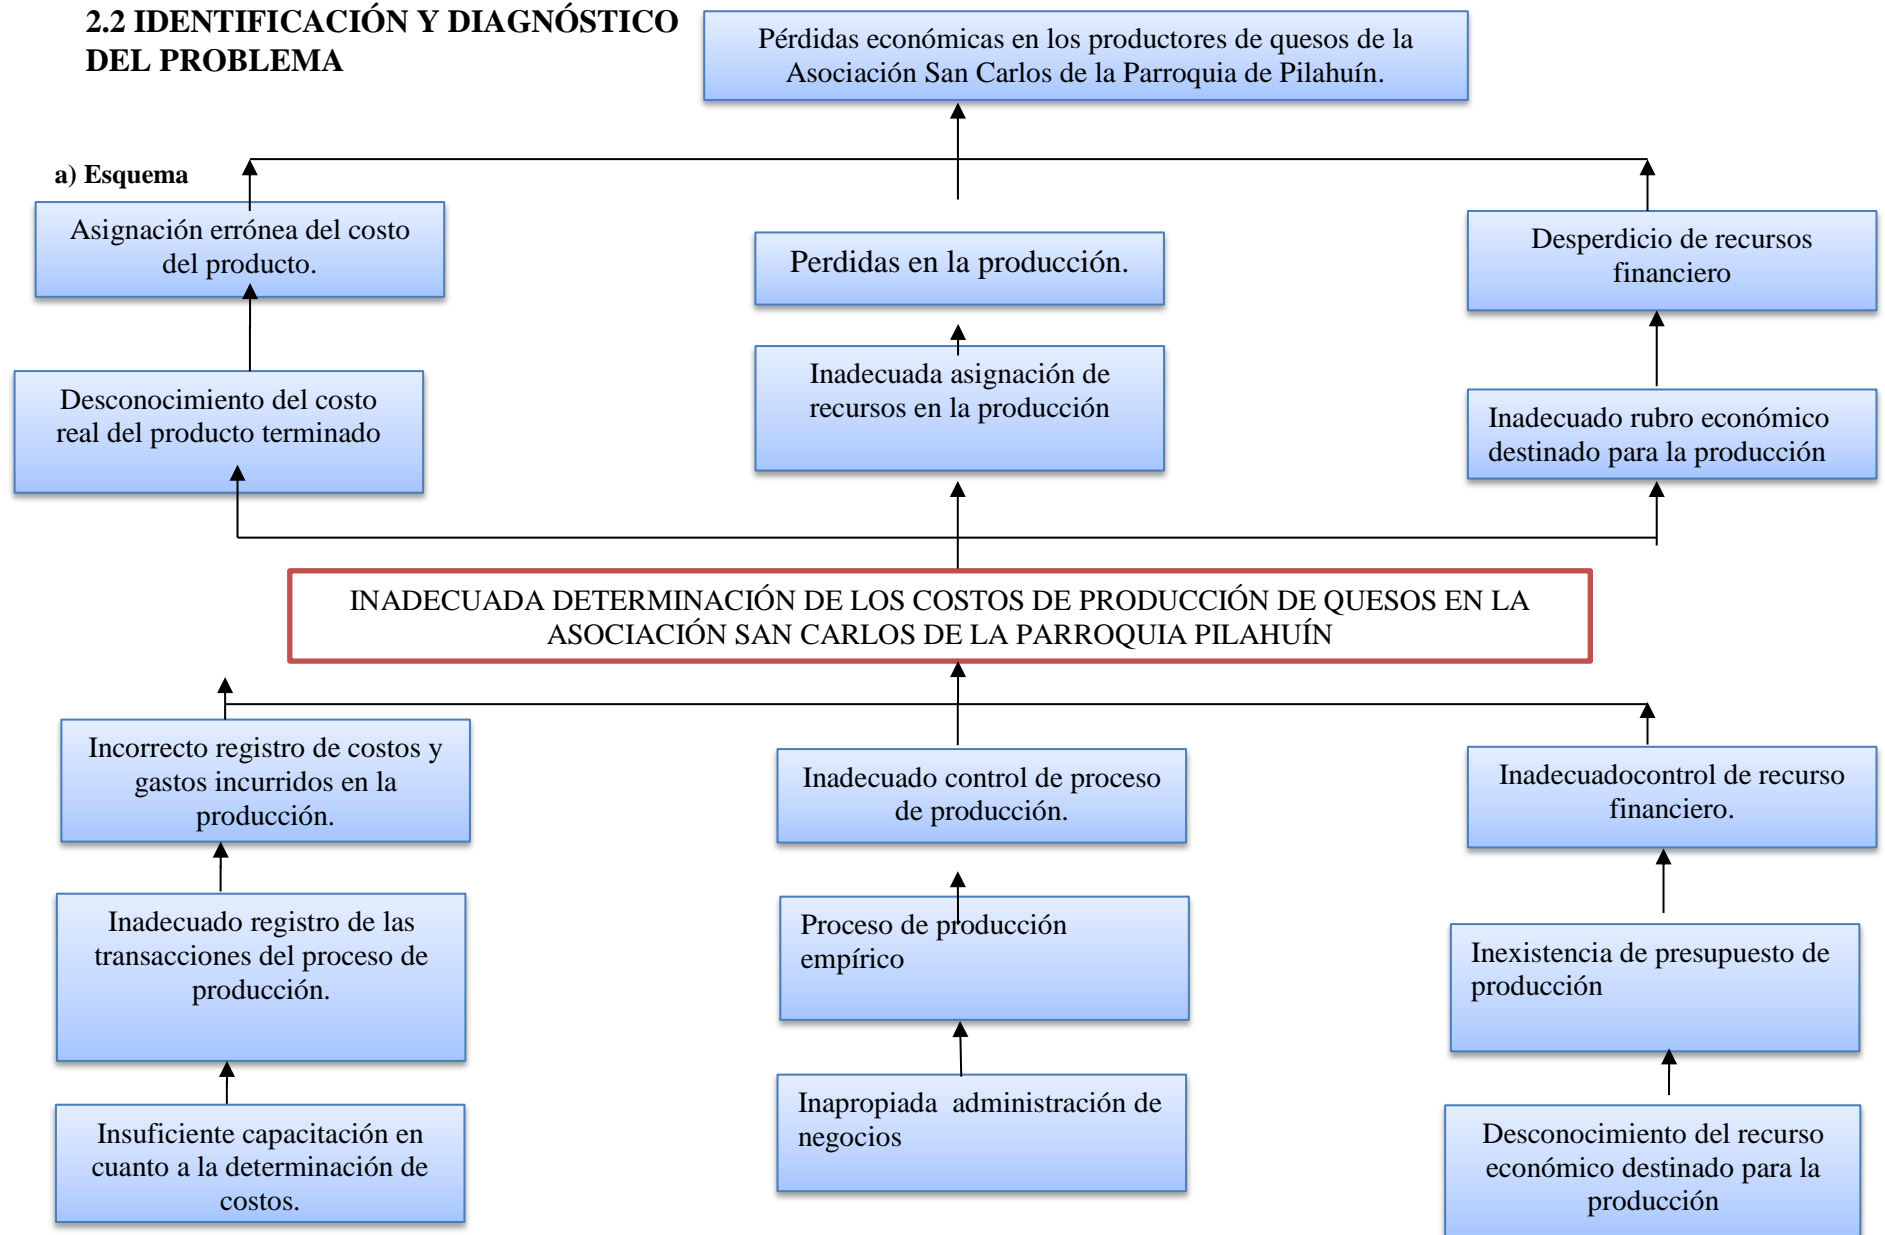 2.2 IDENTIFICACIÓN Y DIAGNÓSTICO
DEL PROBLEMA
Pérdidas económicas en los productores de quesos de la
Asociación San Carlos de la Parroquia de Pilahuín.
a) Esquema
Asignación errónea del costo
del producto.
Perdidas en la producción.
Desperdicio de recursos
financiero
Desconocimiento del costo
real del producto terminado
Inadecuada asignación de
recursos en la producción
Inadecuado rubro económico
destinado para la producción
INADECUADA DETERMINACIÓN DE LOS COSTOS DE PRODUCCIÓN DE QUESOS EN LA
ASOCIACIÓN SAN CARLOS DE LA PARROQUIA PILAHUÍN
Incorrecto registro de costos y
gastos incurridos en la
producción.
Inadecuado control de proceso
de producción.
Inadecuadocontrol de recurso
financiero.
Inadecuado registro de las
transacciones del proceso de
producción.
Proceso de producción
empírico
Inexistencia de presupuesto de
producción
Insuficiente capacitación en
cuanto a la determinación de
costos.
Inapropiada  administración de
negocios
Desconocimiento del recurso
económico destinado para la
producción